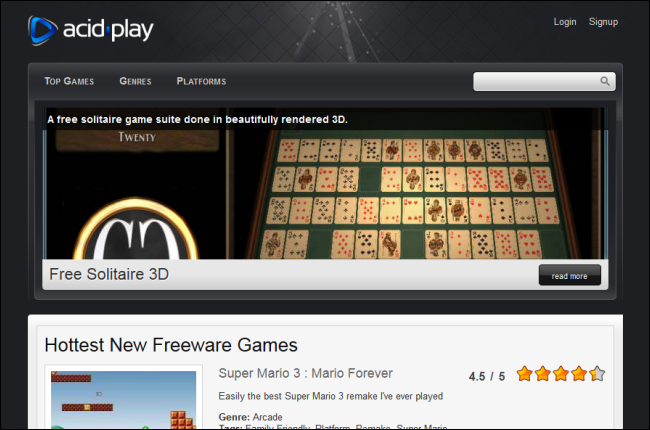 acid-play
Login Signup
Top Games Genres Platforms
A free solitaire game suite done in beautifully rendered 3D.
Twenty
Free Solitaire 3D
read more
Hottest New Freeware Games
Super Mario 3 : Mario Forever
4.5 / 5
Easily the best Super Mario 3 remake I've ever played
Genre: Arcade
Tags: Family Friendly, Platform, Remake, Super Mario